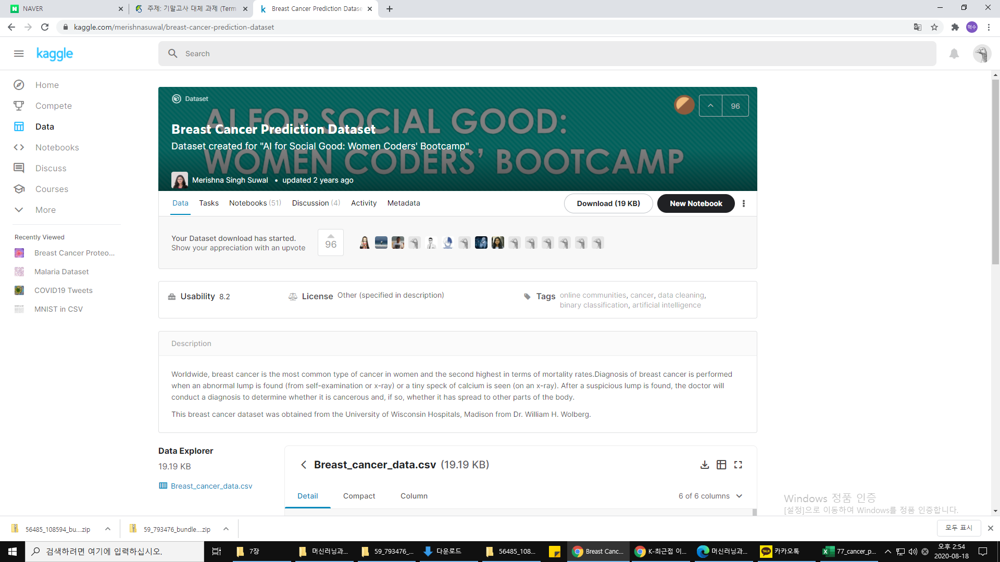 NAVER
주제: 기말고사 대체 과제 (Term
Breast Cancer Prediction Datase
kaggle.com/merishnasuwal/breast-cancer-prediction-dataset
혁수
kaggle
Search
Home
Compete
Data
Notebooks
Discuss
Courses
More
Recently Viewed
Breast Cancer Proteo...
Malaria Dataset
COVID19 Tweets
MNIST in CSV
Dataset
96
AI FOR SOCIAL GOOD:
WOMEN CODERS' BOOTCAMP
Breast Cancer Prediction Dataset
Dataset created for "AI for Social Good: Women Coders' Bootcamp"
Merishna Singh Suwal • updated 2 years ago
Data Tasks Notebooks (51) Discussion (4) Activity Metadata
Download (19 KB)
New Notebook
Your Dataset download has started.
Show your appreciation with an upvote
96
Usability 8.2
License Other (specified in description)
Tags online communities, cancer, data cleaning,
binary classification, artificial intelligence
Description
Worldwide, breast cancer is the most common type of cancer in women and the second highest in terms of mortality rates.Diagnosis of breast cancer is performed
when an abnormal lump is found (from self-examination or x-ray) or a tiny speck of calcium is seen (on an x-ray). After a suspicious lump is found, the doctor will
conduct a diagnosis to determine whether it is cancerous and, if so, whether it has spread to other parts of the body.
This breast cancer dataset was obtained from the University of Wisconsin Hospitals, Madison from Dr. William H. Wolberg.
Data Explorer
19.19 KB
Breast_cancer_data.csv
Breast_cancer_data.csv (19.19 KB)
Detail Compact Column
6 of 6 columns
Windows 정품 인증
[설정]으로 이동하여 Windows를 정품 인증합니다.
56485_108594_bu....zip
59_793476_bundle....zip
모두 표시
검색하려면 여기에 입력하십시오.
7장
머신러닝과...
59_793476_...
다운로드
56485_108...
Breast Canc...
K-최근접 이...
머신러닝과...
TALK
카카오톡
77_cancer_p...
오후 2:54
2020-08-18